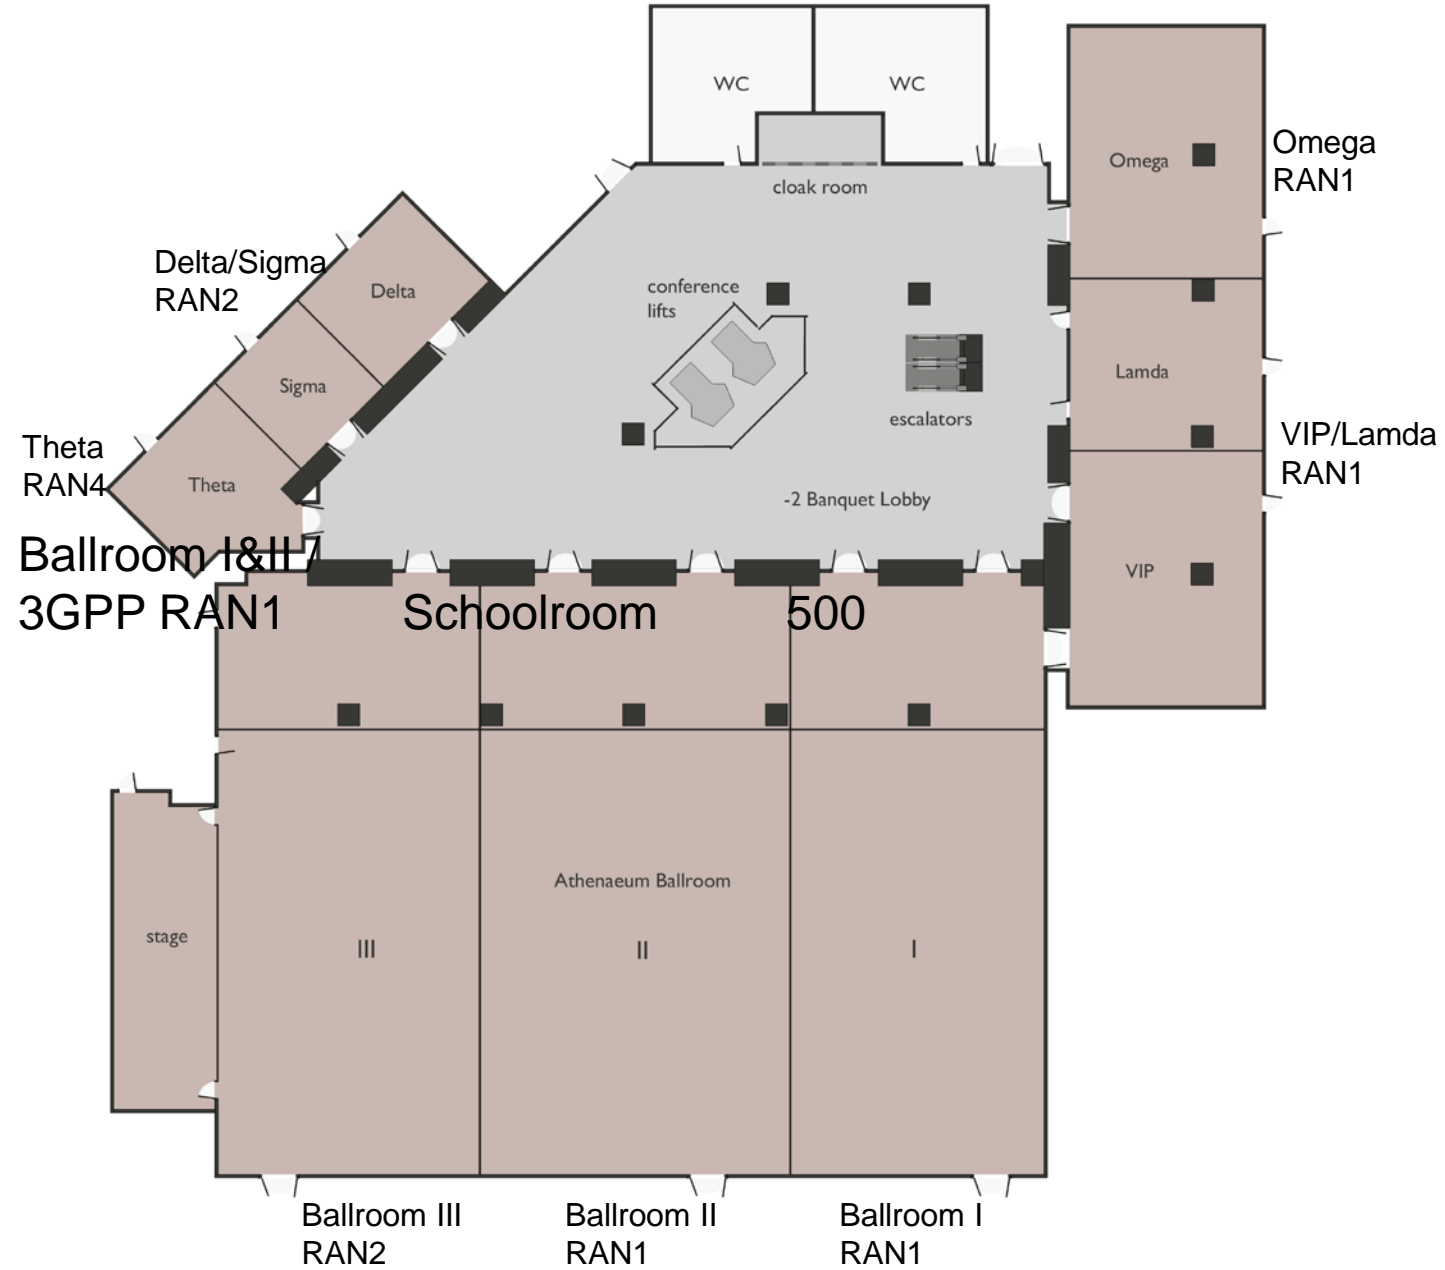 WC
WC
Omega
Omega
RAN1
cloak room
Delta/Sigma
RAN2
Delta
conference
lifts
Sigma
Lamda
escalators
Theta
RAN4
Theta
VIP/Lamda
RAN1
-2 Banquet Lobby
Ballroom I&II /
3GPP RAN1 Schoolroom 500
VIP
Athenaeum Ballroom
stage
III
II
I
Ballroom III
RAN2
Ballroom II
RAN1
Ballroom I
RAN1